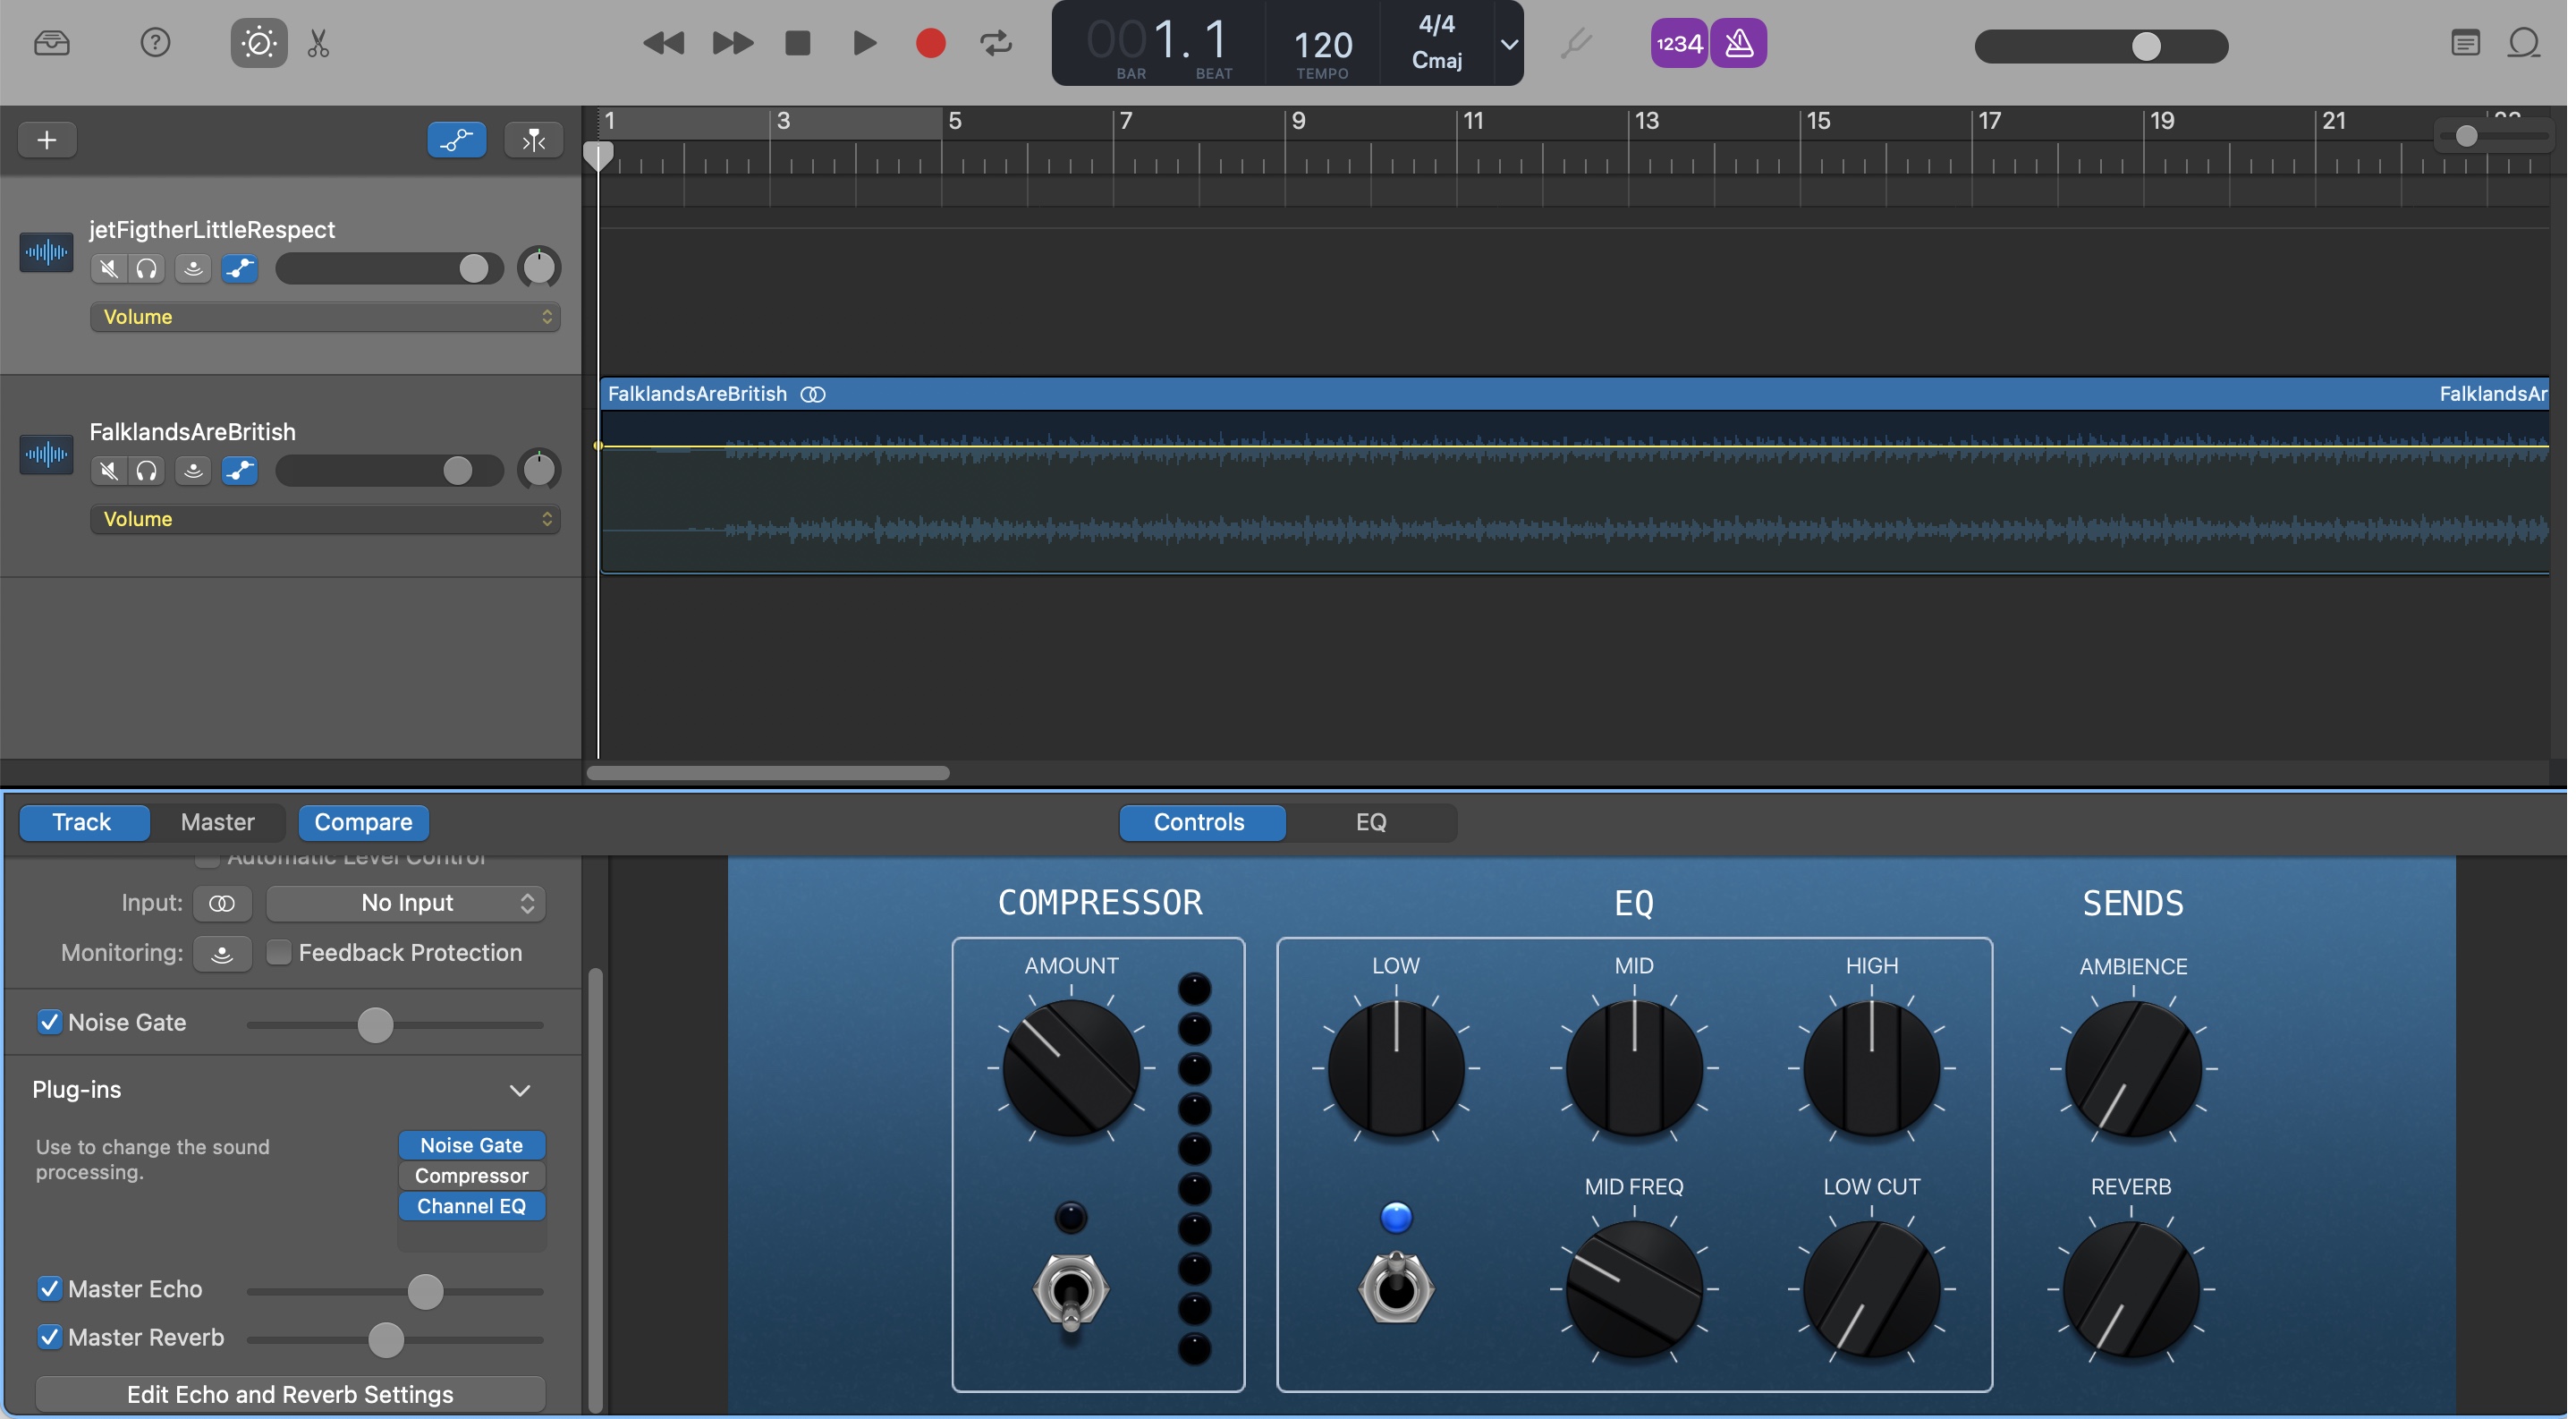 001. 1
BAR BEAT
120
TEMPO
4/4
Cmaj
1234
1 3 5 7 9 11 13 15 17 19 21
jetFigtherLittleRespect
Volume
FalklandsAreBritish
Volume
FalklandsAreBritish
FalklandsAr
Track Master Compare
Controls EQ
Automatic Level Control
Input: No Input
Monitoring: Feedback Protection
Noise Gate
Plug-ins
Use to change the sound
processing.
Noise Gate
Compressor
Channel EQ
Master Echo
Master Reverb
Edit Echo and Reverb Settings
COMPRESSOR
AMOUNT
EQ
LOW MID HIGH
MID FREQ LOW CUT
SENDS
AMBIENCE
REVERB